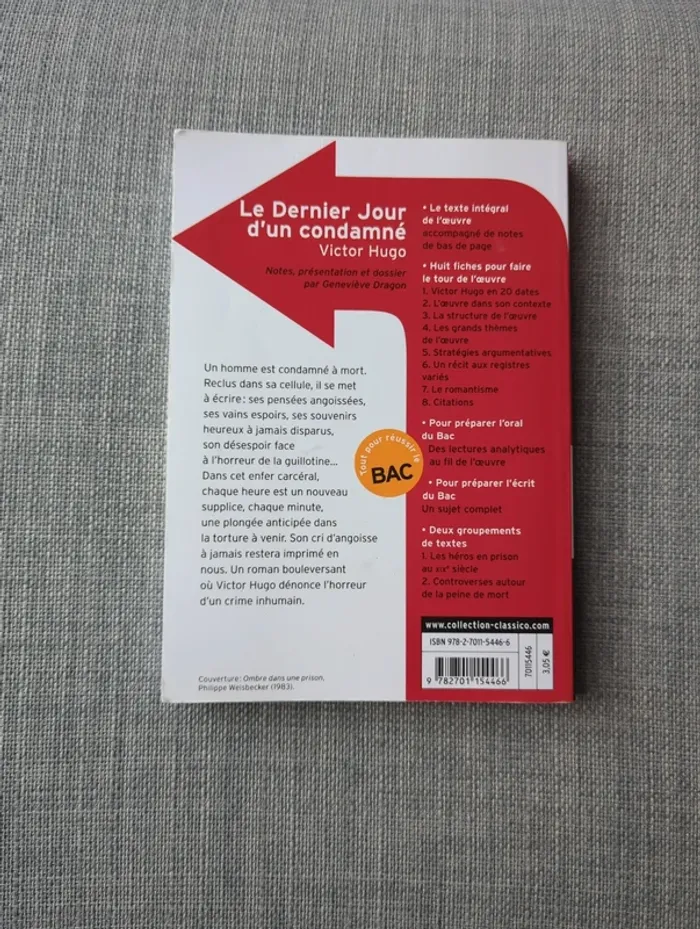 Le Dernier Jour
d'un condamné
Victor Hugo
Notes, présentation et dossier
par Geneviève Dragon
Un homme est condamné à mort.
Reclus dans sa cellule, il se met
à écrire : ses pensées angoissées,
ses vains espoirs, ses souvenirs
heureux à jamais disparus,
son désespoir face
à l'horreur de la guillotine...
Dans cet enfer carcéral,
chaque heure est un nouveau
supplice, chaque minute,
une plongée anticipée dans
la torture à venir. Son cri d'angoisse
à jamais restera imprimé en
nous. Un roman bouleversant
où Victor Hugo dénonce l'horreur
d'un crime inhumain.
Couverture : Ombre dans une prison,
Philippe Weisbecker (1983).
Tout pour réussir le
BAC
• Le texte intégral
de l'œuvre
accompagné de notes
de bas de page
• Huit fiches pour faire
le tour de l'œuvre
1. Victor Hugo en 20 dates
2. L'œuvre dans son contexte
3. La structure de l'œuvre
4. Les grands thèmes
de l'œuvre
5. Stratégies argumentatives
6. Un récit aux registres
variés
7. Le romantisme
8. Citations
• Pour préparer l'oral
du Bac
Des lectures analytiques
au fil de l'œuvre
• Pour préparer l'écrit
du Bac
Un sujet complet
• Deux groupements
de textes
1. Les héros en prison
au XIXe siècle
2. Controverses autour
de la peine de mort
www.collection-classico.com
ISBN 978-2-7011-5446-6
9 782701 154466
70115446
3,05 €